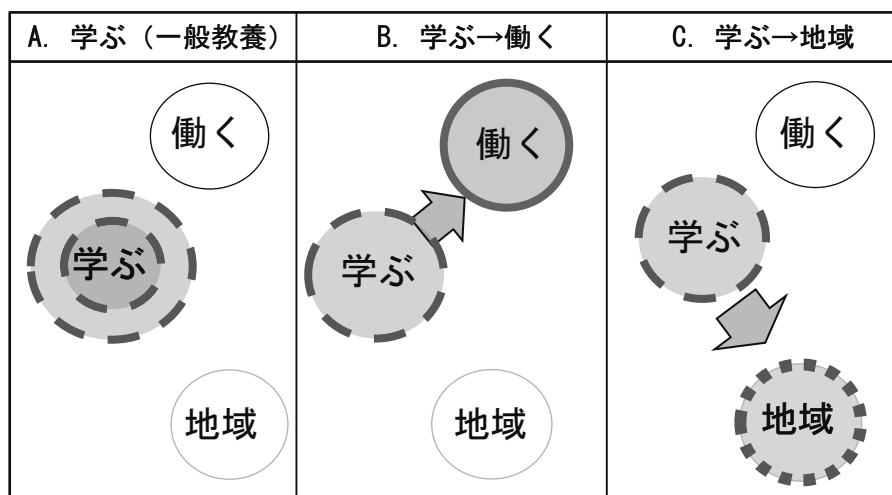 A. 学ぶ（一般教養）
B. 学ぶ→働く
C. 学ぶ→地域
働く
学ぶ
地域
働く
学ぶ
地域
働く
学ぶ
地域